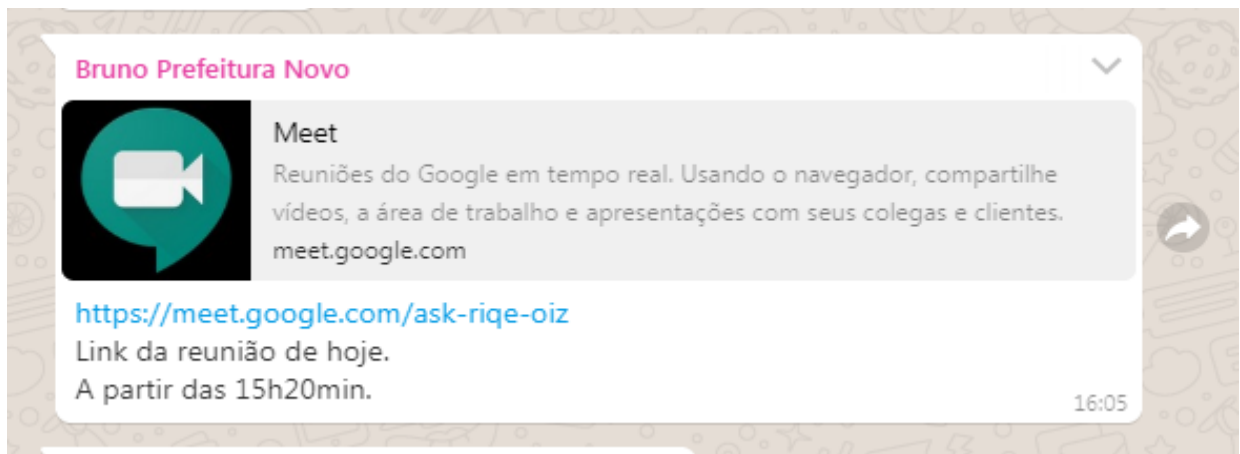 Bruno Prefeitura Novo
Meet
Reuniões do Google em tempo real. Usando o navegador, compartilhe
vídeos, a área de trabalho e apresentações com seus colegas e clientes.
meet.google.com
https://meet.google.com/ask-riqe-oiz
Link da reunião de hoje.
A partir das 15h20min.
16:05